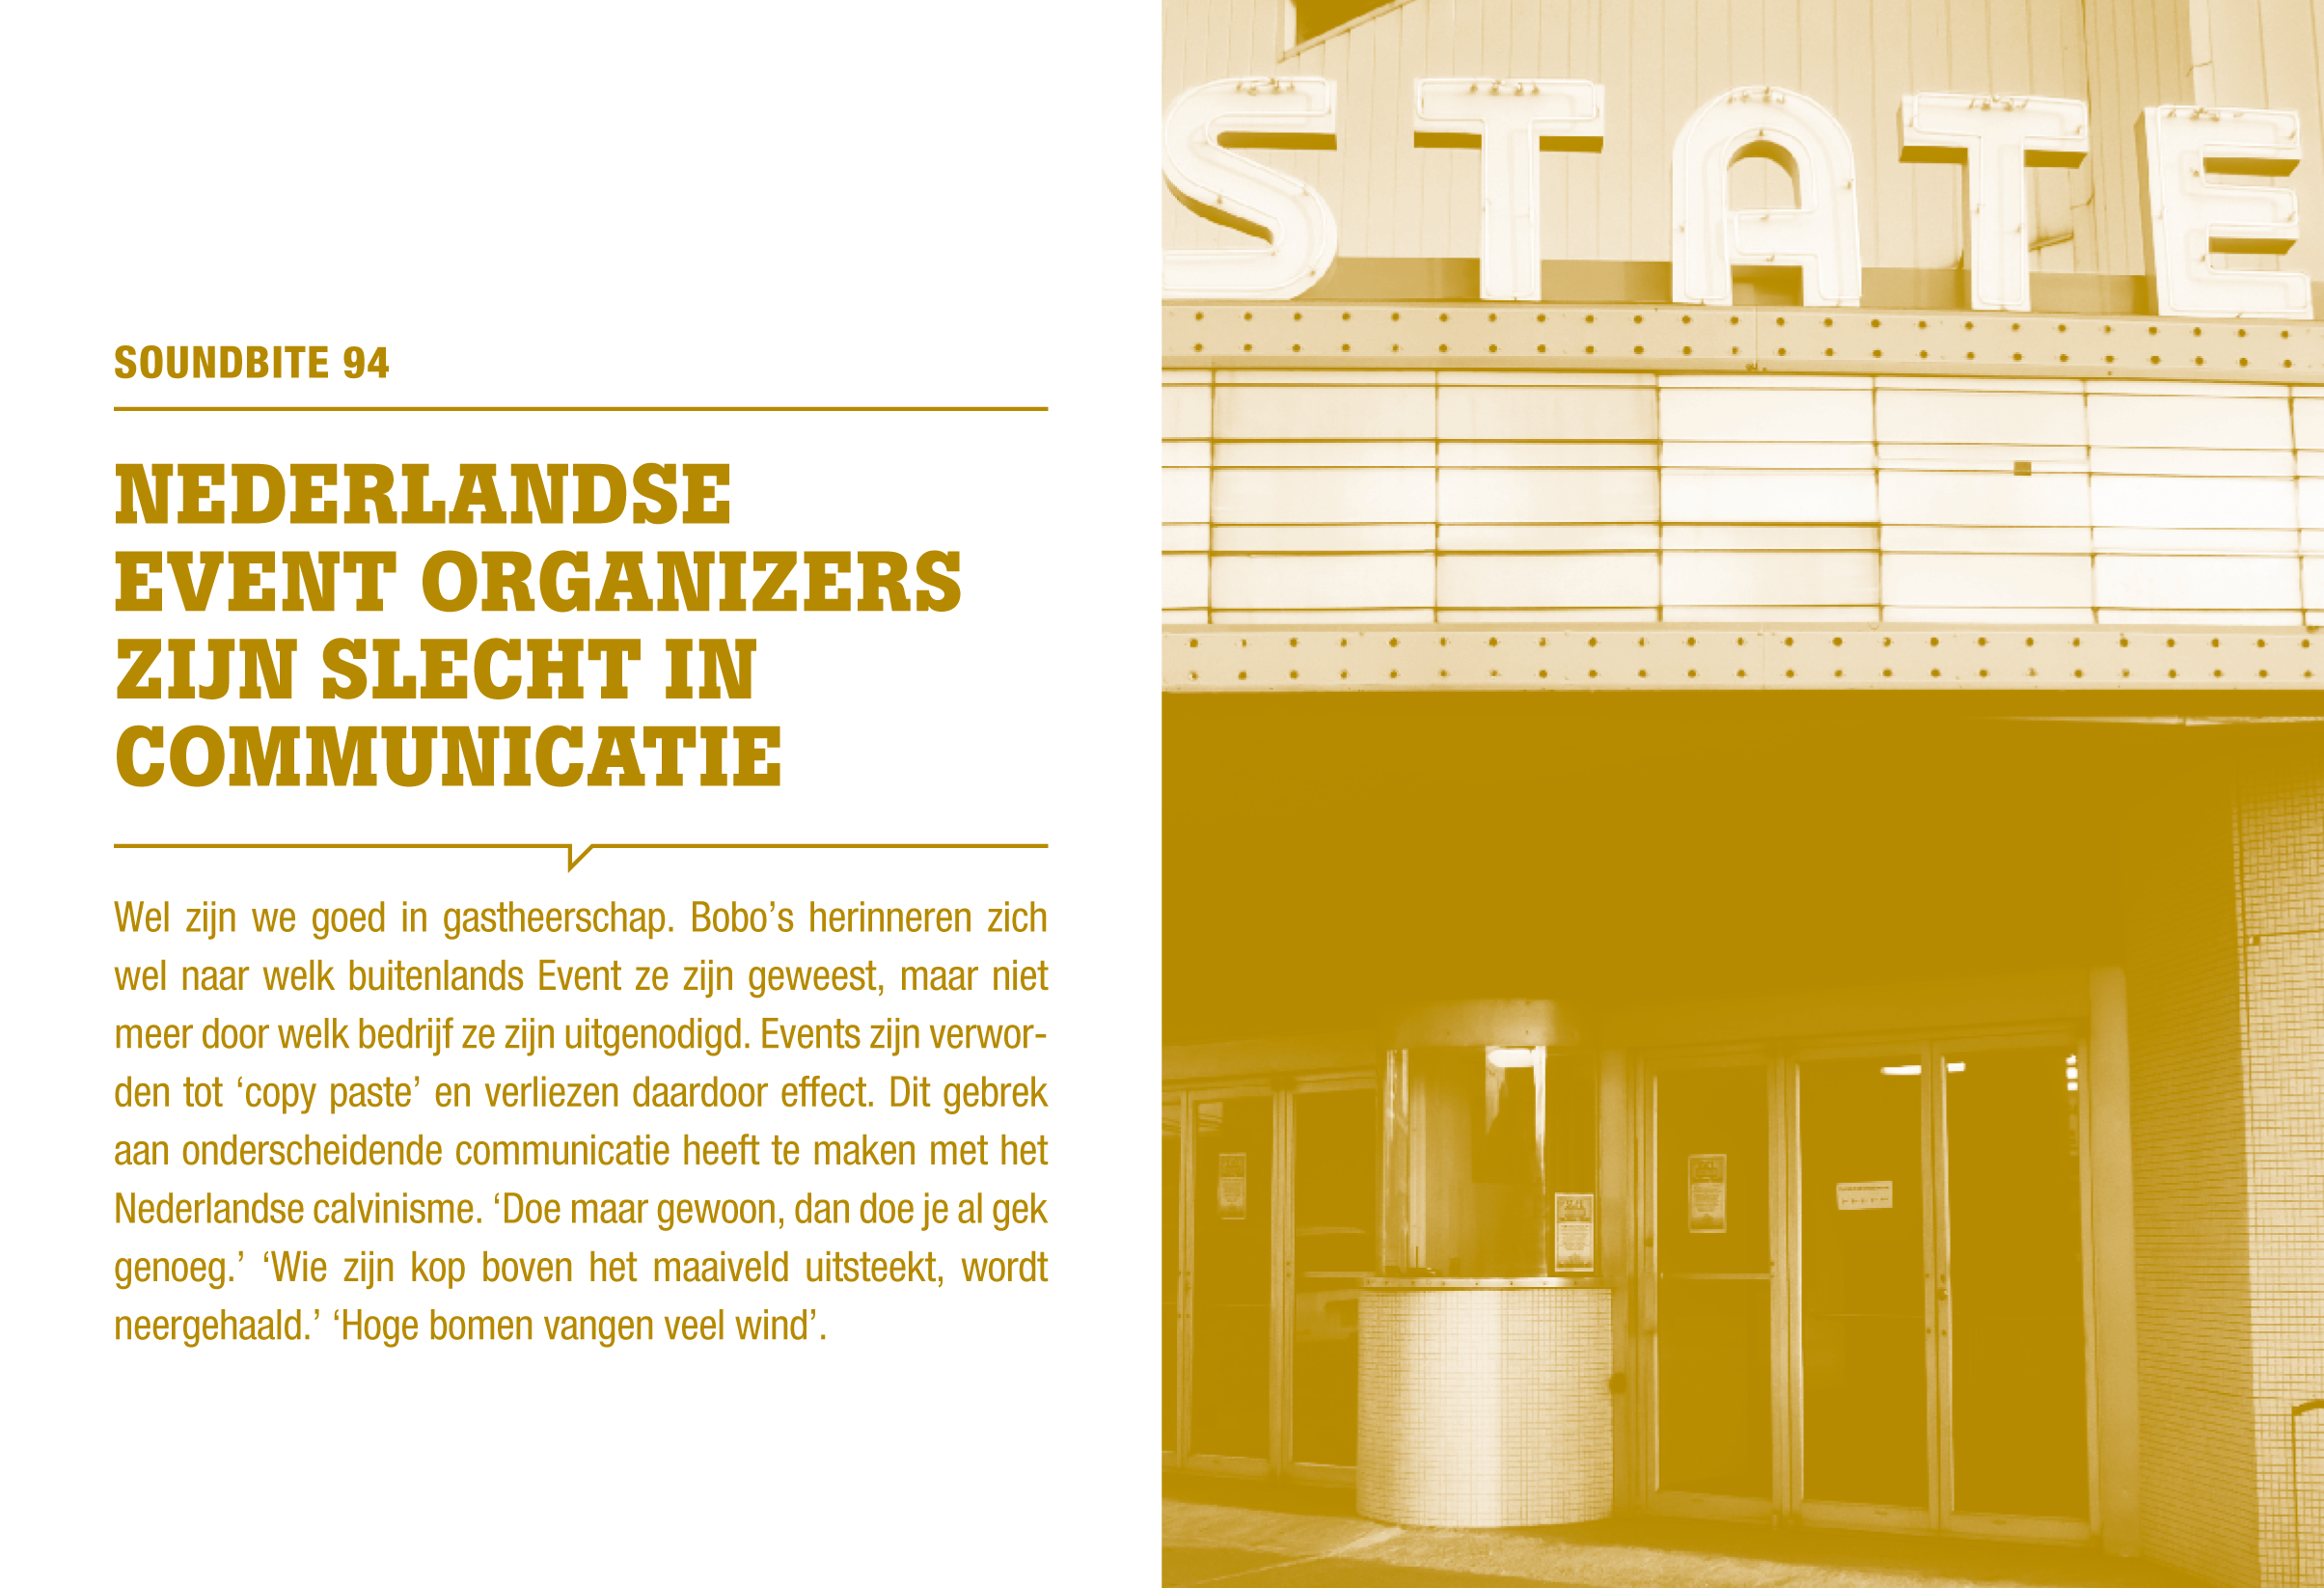 SOUNDBITE 94
NEDERLANDSE
EVENT ORGANIZERS
ZIJN SLECHT IN
COMMUNICATIE
Wel zijn we goed in gastheerschap. Bobo’s herinneren zich
wel naar welk buitenlands Event ze zijn geweest, maar niet
meer door welk bedrijf ze zijn uitgenodigd. Events zijn verwor-
den tot ‘copy paste’ en verliezen daardoor effect. Dit gebrek
aan onderscheidende communicatie heeft te maken met het
Nederlandse calvinisme. ‘Doe maar gewoon, dan doe je al gek
genoeg.’ ‘Wie zijn kop boven het maaiveld uitsteekt, wordt
neergehaald.’ ‘Hoge bomen vangen veel wind’.
STATE